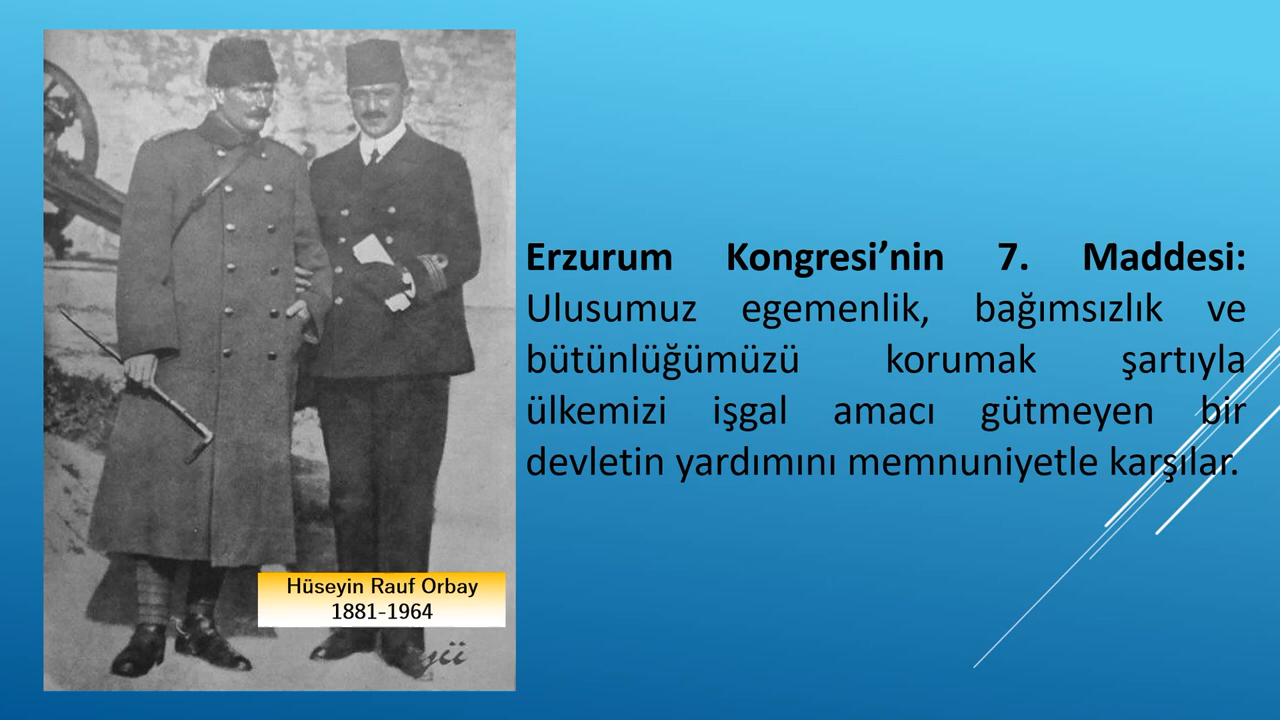 Erzurum Kongresi’nin 7. Maddesi:
Ulusumuz egemenlik, bağımsızlık ve
bütünlüğümüzü korumak şartıyla
ülkemizi işgal amacı gütmeyen bir
devletin yardımını memnuniyetle karşılar.
Hüseyin Rauf Orbay
1881-1964